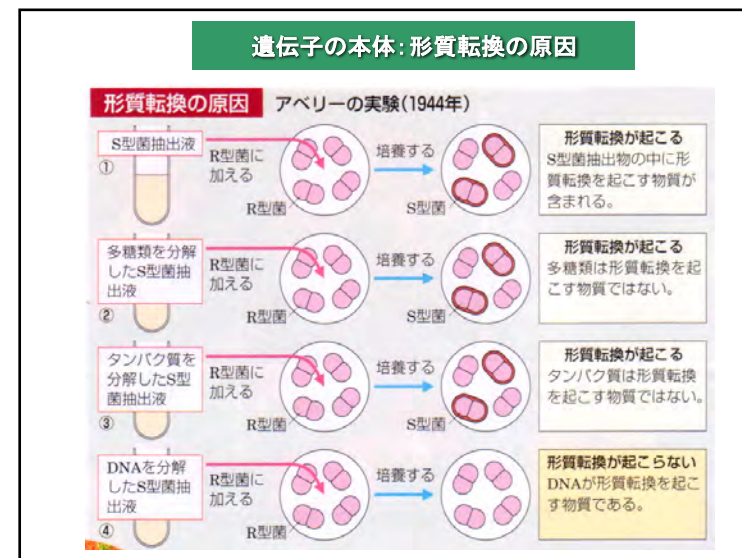 遺伝子の本体：形質転換の原因
形質転換の原因 アベリーの実験(1944年)
S型菌抽出液
①
R型菌に
加える
R型菌
培養する
S型菌
形質転換が起こる
S型菌抽出物の中に形
質転換を起こす物質が
含まれる。
多糖類を分解
したS型菌抽
出液
②
R型菌に
加える
R型菌
培養する
S型菌
形質転換が起こる
多糖類は形質転換を起
こす物質ではない。
タンパク質を
分解したS型
菌抽出液
③
R型菌に
加える
R型菌
培養する
S型菌
形質転換が起こる
タンパク質は形質転換
を起こす物質ではない。
DNAを分解
したS型菌抽
出液
④
R型菌に
加える
R型菌
培養する
形質転換が起こらない
DNAが形質転換を起こ
す物質である。